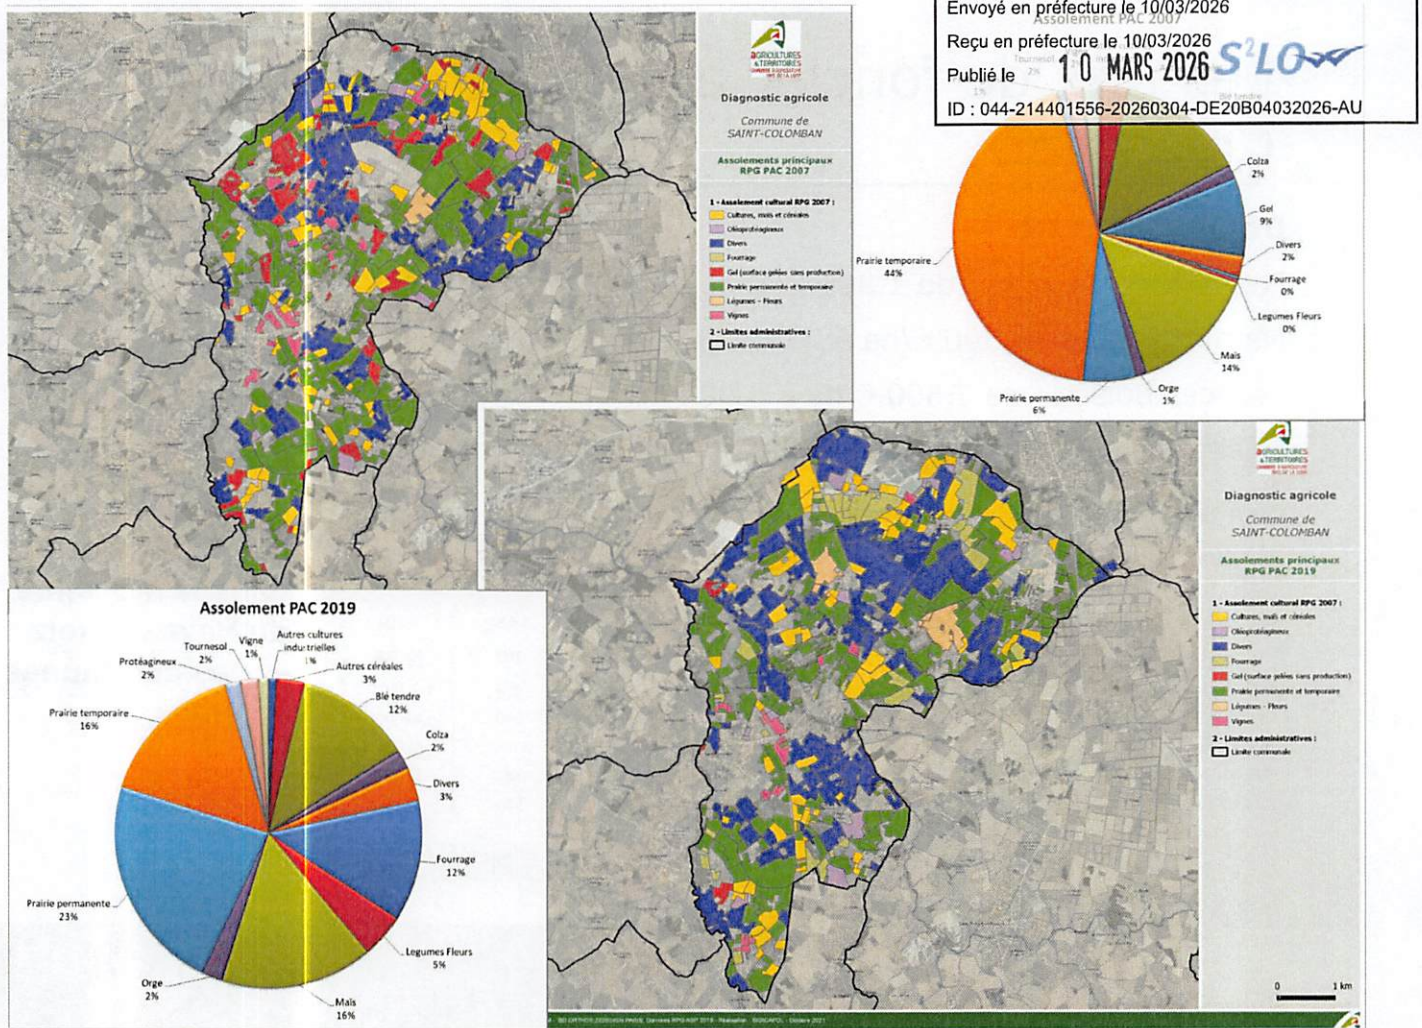 Envoyé en préfecture le 10/03/2026
Assolement PAC 2007
Reçu en préfecture le 10/03/2026
Publié le 10 MARS 2026
S²LO
ID : 044-214401556-20260304-DE20B04032026-AU
AGRICULTURES
& TERRITOIRES
Diagnostic agricole
Commune de
SAINT-COLOMBAN
Assolements principaux
RPG PAC 2007
1 - Assolement cultural RPG 2007 :
Cultures, maïs et céréales
Oléoprotéagineux
Divers
Fourrage
Gel (surface gelées sans production)
Prairie permanente et temporaire
Légumes - Fleurs
Vignes
2 - Limites administratives :
Limite communale
Tournesol
2%
1%
Blé tendre
Colza
2%
Gel
9%
Divers
2%
Fourrage
0%
Legumes Fleurs
0%
Maïs
14%
Orge
1%
Prairie permanente
6%
Prairie temporaire
44%
Assolement PAC 2019
Autres cultures
industrielles
1%
Autres céréales
3%
Blé tendre
12%
Colza
2%
Divers
3%
Fourrage
12%
Legumes Fleurs
5%
Maïs
16%
Orge
2%
Prairie permanente
23%
Prairie temporaire
16%
Protéagineux
2%
Tournesol
2%
Vigne
1%
AGRICULTURES
& TERRITOIRES
Diagnostic agricole
Commune de
SAINT-COLOMBAN
Assolements principaux
RPG PAC 2019
1 - Assolement cultural RPG 2007 :
Cultures, maïs et céréales
Oléoprotéagineux
Divers
Fourrage
Gel (surface gelées sans production)
Prairie permanente et temporaire
Légumes - Fleurs
Vignes
2 - Limites administratives :
Limite communale
0 1 km